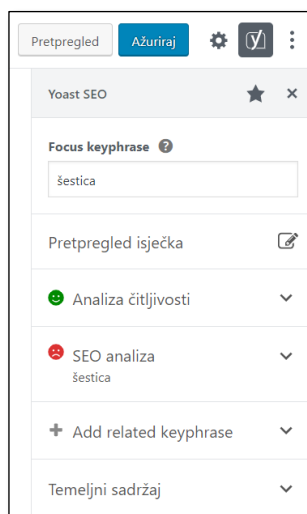 Pretpregled Ažuriraj
Yoast SEO
Focus keyphrase
šestica
Pretpregled isječka
Analiza čitljivosti
SEO analiza
šestica
Add related keyphrase
Temeljni sadržaj